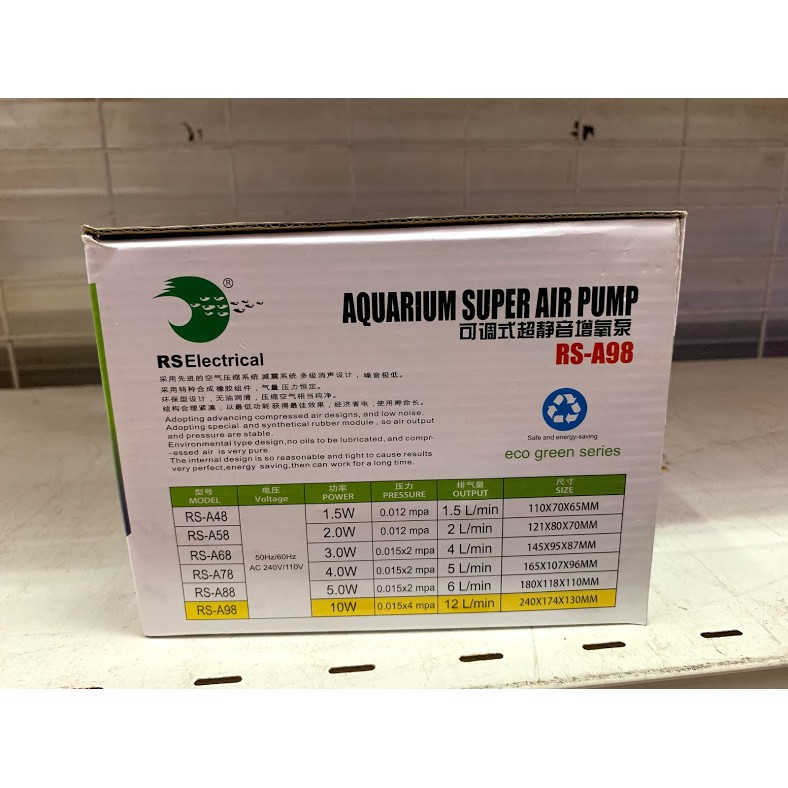 ®
AQUARIUM SUPER AIR PUMP
可调式超静音增氧泵
RS-A98
RSElectrical
采用先进的空气压缩系统 减震系统 多级消声设计，噪音极低。
采用特种合成橡胶组件，气量 压力恒定。
环保型设计，无油润滑，压缩空气相当纯净。
结构合理紧凑，以最低功耗获得最佳效果，经济省电，使用寿命长。
Adopting advancing compressed air designs, and low noise.
Adopting special and synthetical rubber module, so air output
and pressure are stable.
Environmental type design,no oils to be lubricated, and compr-
-essed air is very pure.
The internal design is so reasonable and tight to cause results
very perfect,energy saving,then can work for a long time.
Safe and energy-saving
eco green series
型号 电压 功率 压力 排气量 尺寸
MODEL Voltage POWER PRESSURE OUTPUT SIZE
RS-A48 1.5W 0.012 mpa 1.5 L/min 110X70X65MM
RS-A58 2.0W 0.012 mpa 2 L/min 121X80X70MM
RS-A68 50Hz/60Hz 3.0W 0.015x2 mpa 4 L/min 145X95X87MM
RS-A78 AC 240V/110V 4.0W 0.015x2 mpa 5 L/min 165X107X96MM
RS-A88 5.0W 0.015x2 mpa 6 L/min 180X118X110MM
RS-A98 10W 0.015x4 mpa 12 L/min 240X174X130MM